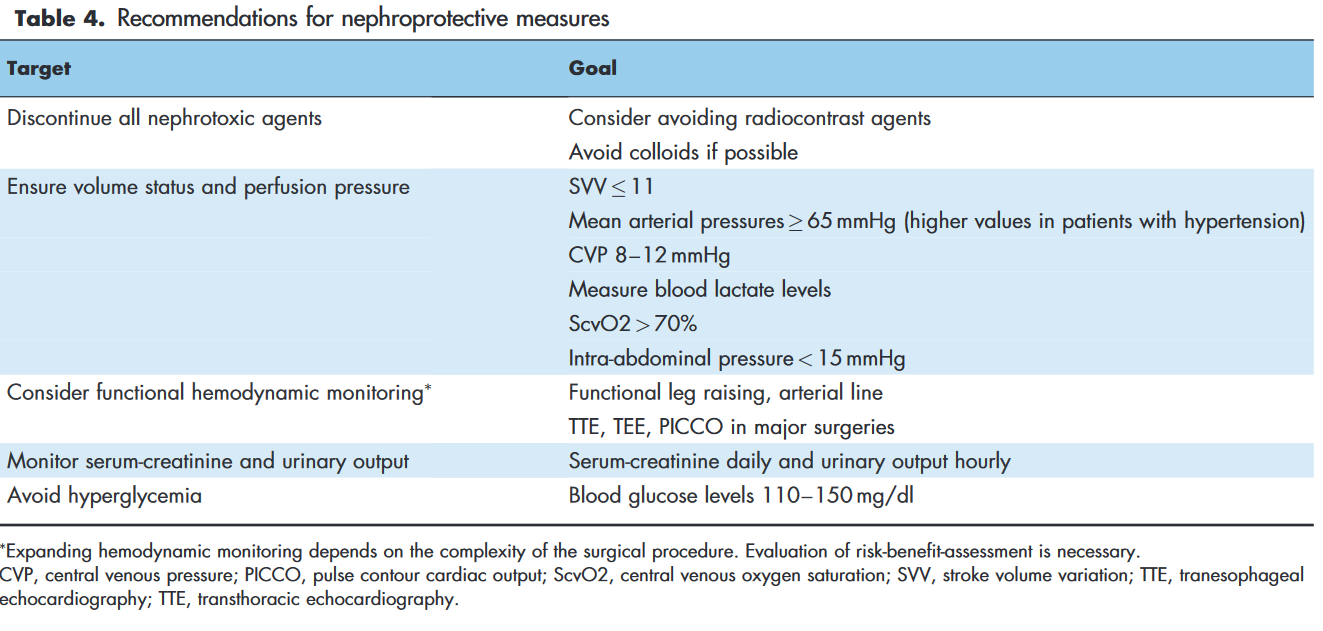 Table 4. Recommendations for nephroprotective measures
Target Goal
Discontinue all nephrotoxic agents Consider avoiding radiocontrast agents
Avoid colloids if possible
Ensure volume status and perfusion pressure SVV ≤ 11
Mean arterial pressures ≥ 65 mmHg (higher values in patients with hypertension)
CVP 8–12 mmHg
Measure blood lactate levels
ScvO2 > 70%
Intra-abdominal pressure < 15 mmHg
Consider functional hemodynamic monitoring* Functional leg raising, arterial line
TTE, TEE, PICCO in major surgeries
Monitor serum-creatinine and urinary output Serum-creatinine daily and urinary output hourly
Avoid hyperglycemia Blood glucose levels 110–150 mg/dl
*Expanding hemodynamic monitoring depends on the complexity of the surgical procedure. Evaluation of risk-benefit-assessment is necessary.
CVP, central venous pressure; PICCO, pulse contour cardiac output; ScvO2, central venous oxygen saturation; SVV, stroke volume variation; TTE, tranesophageal
echocardiography; TTE, transthoracic echocardiography.